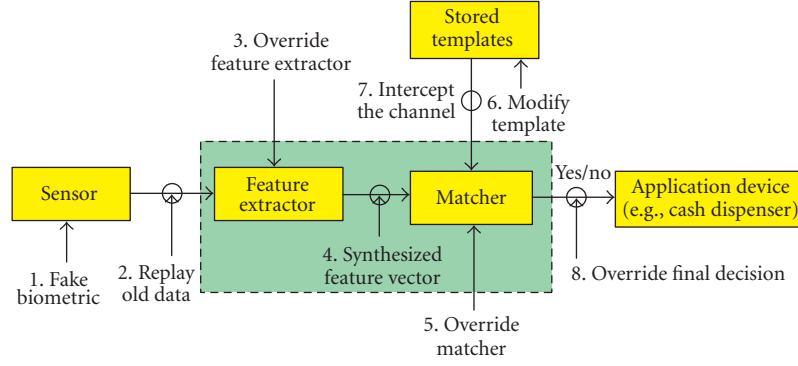 Stored
templates
3. Override
feature extractor
7. Intercept
the channel
6. Modify
template
Sensor
Feature
extractor
Matcher
Yes/no
Application device
(e.g., cash dispenser)
1. Fake
biometric
2. Replay
old data
4. Synthesized
feature vector
8. Override final decision
5. Override
matcher